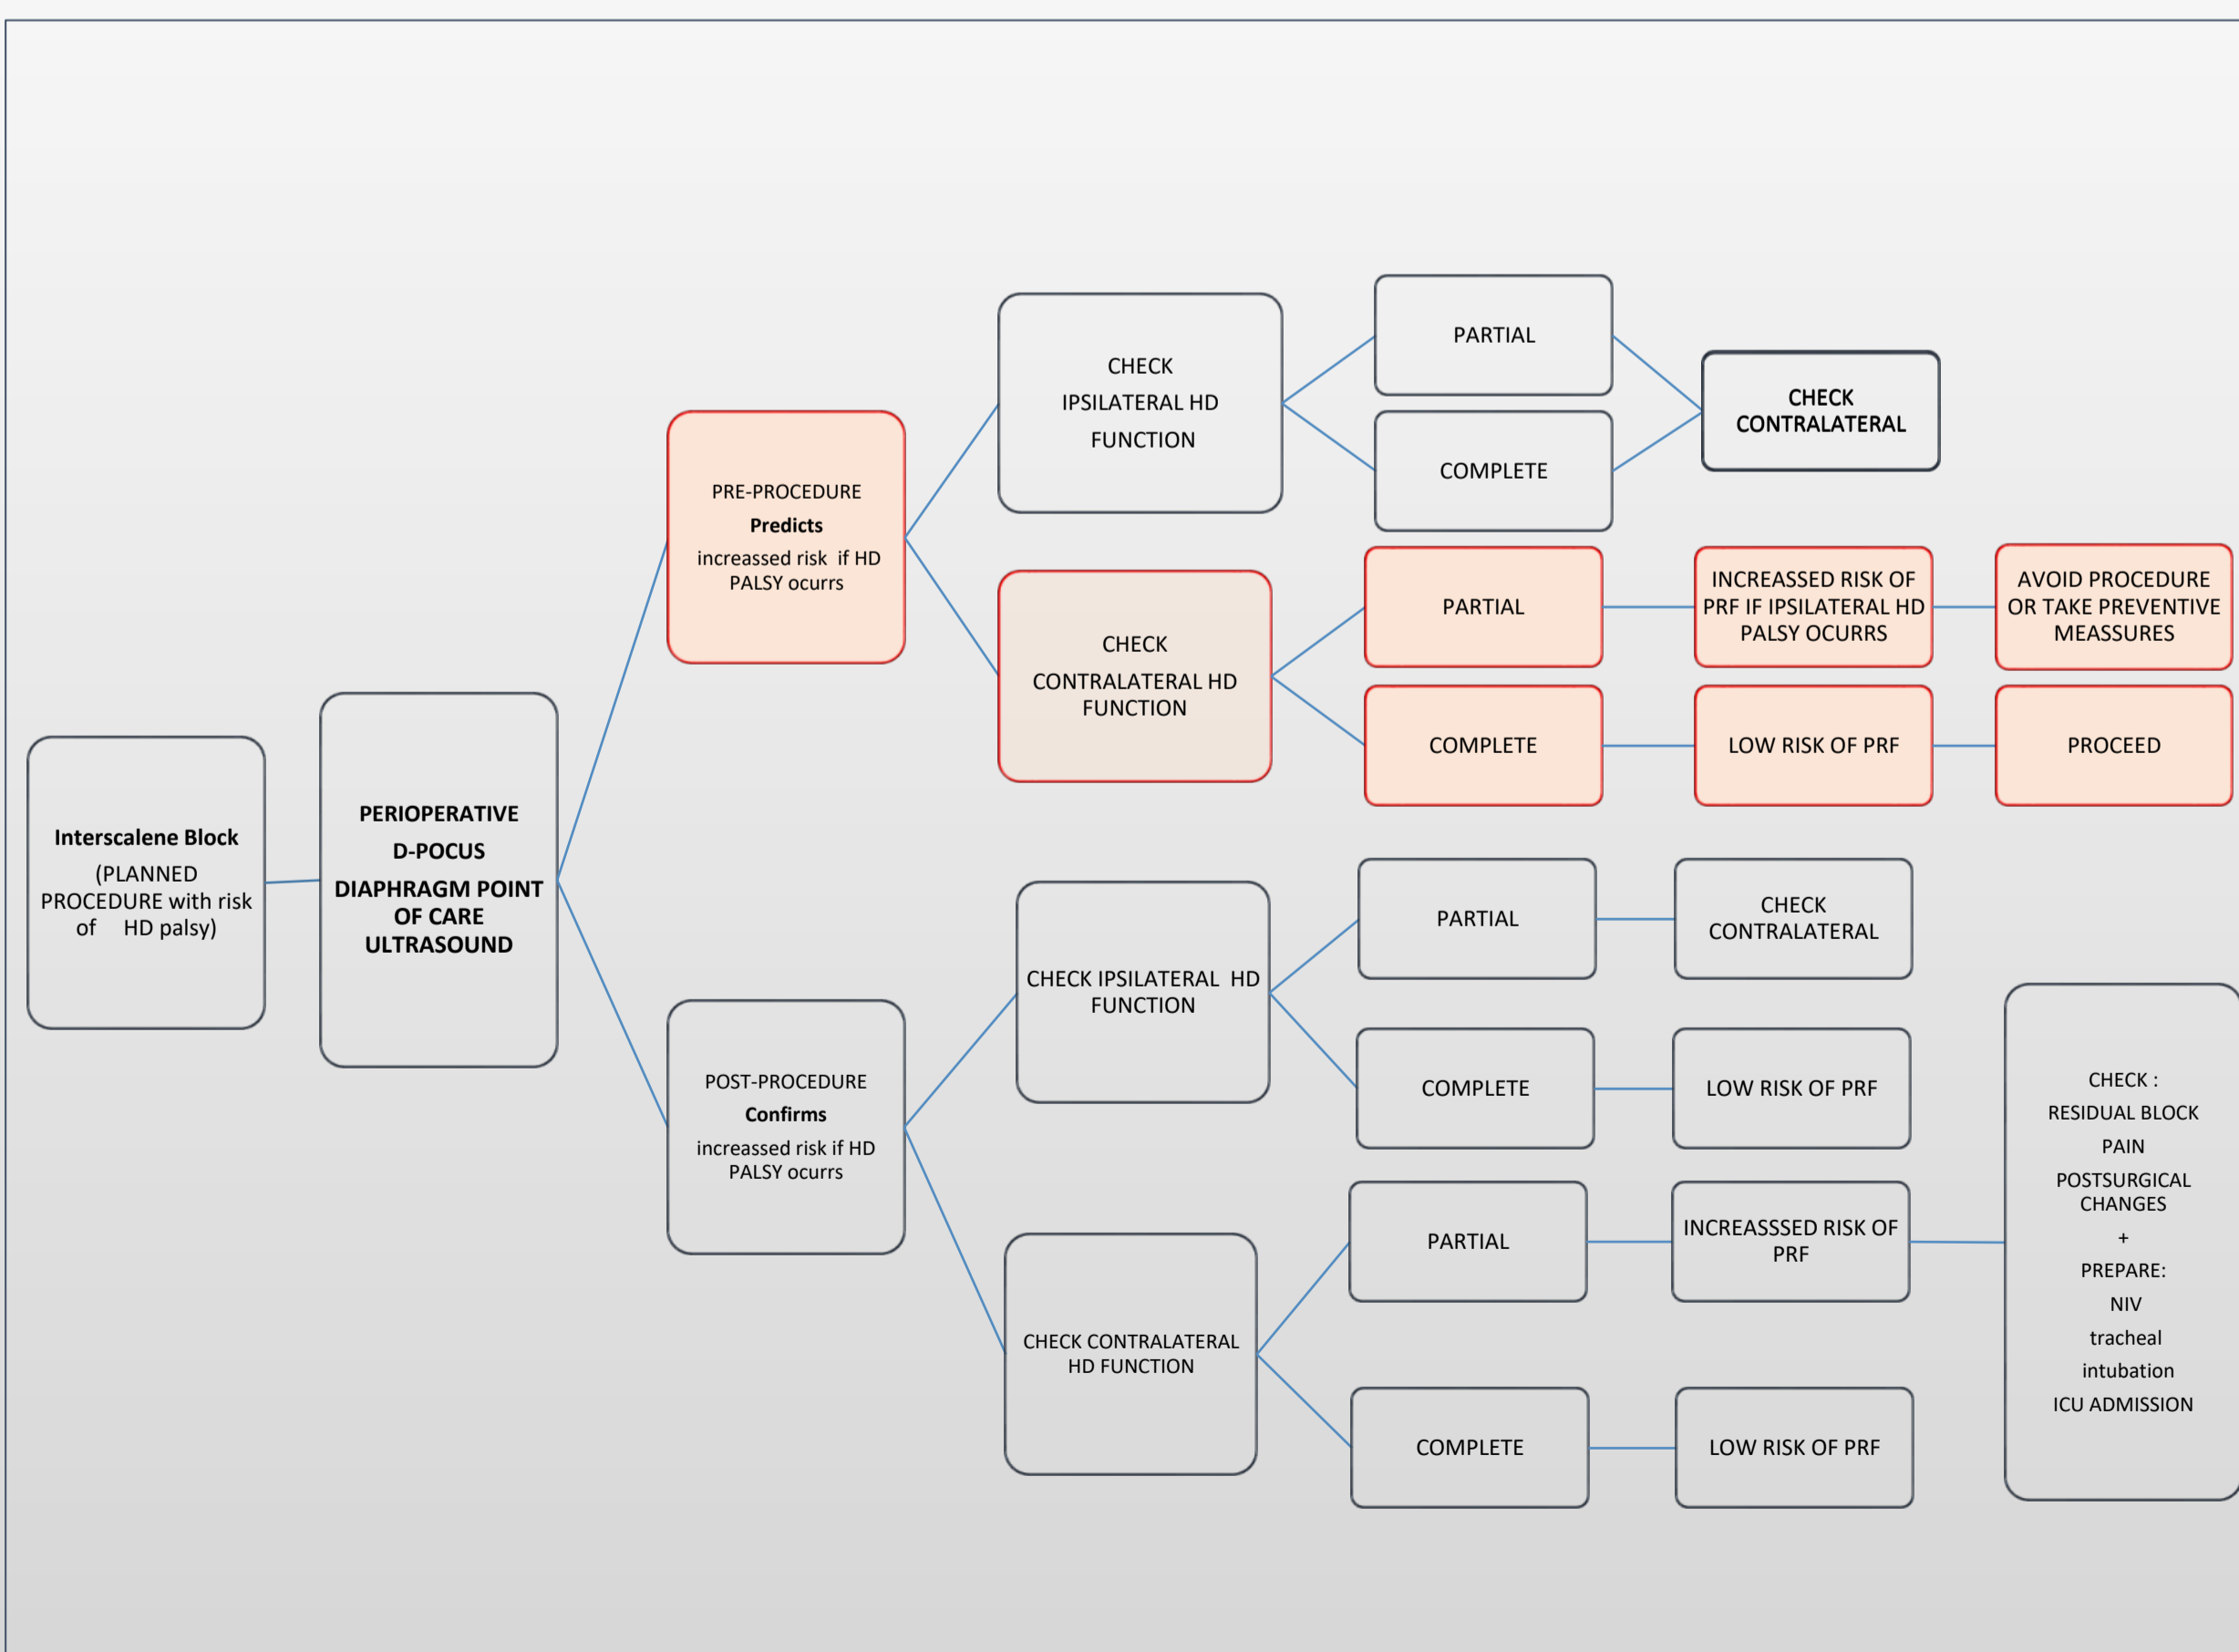 Interscalene Block
(PLANNED
PROCEDURE with risk
of HD palsy)
PERIOPERATIVE
D-POCUS
DIAPHRAGM POINT
OF CARE
ULTRASOUND
PRE-PROCEDURE
Predicts
increassed risk if HD
PALSY ocurrs
CHECK
IPSILATERAL HD
FUNCTION
PARTIAL
COMPLETE
CHECK
CONTRALATERAL
CHECK
CONTRALATERAL HD
FUNCTION
PARTIAL
INCREASSED RISK OF
PRF IF IPSILATERAL HD
PALSY OCURRS
AVOID PROCEDURE
OR TAKE PREVENTIVE
MEASSURES
COMPLETE
LOW RISK OF PRF
PROCEED
POST-PROCEDURE
Confirms
increassed risk if HD
PALSY ocurrs
CHECK IPSILATERAL HD
FUNCTION
PARTIAL
CHECK
CONTRALATERAL
COMPLETE
LOW RISK OF PRF
CHECK CONTRALATERAL
HD FUNCTION
PARTIAL
INCREASSSED RISK OF
PRF
COMPLETE
LOW RISK OF PRF
CHECK :
RESIDUAL BLOCK
PAIN
POSTSURGICAL
CHANGES
+
PREPARE:
NIV
tracheal
intubation
ICU ADMISSION